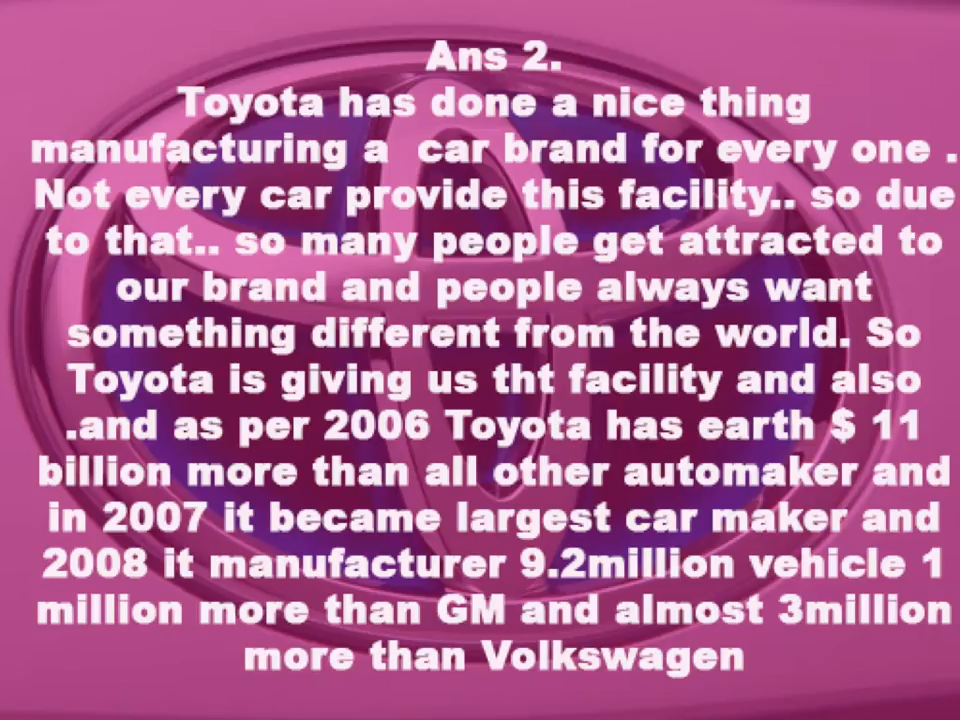 Ans 2.
Toyota has done a nice thing
manufacturing a  car brand for every one .
Not every car provide this facility.. so due
to that.. so many people get attracted to
our brand and people always want
something different from the world. So
Toyota is giving us tht facility and also
.and as per 2006 Toyota has earth $ 11
billion more than all other automaker and
in 2007 it became largest car maker and
2008 it manufacturer 9.2million vehicle 1
million more than GM and almost 3million
more than Volkswagen